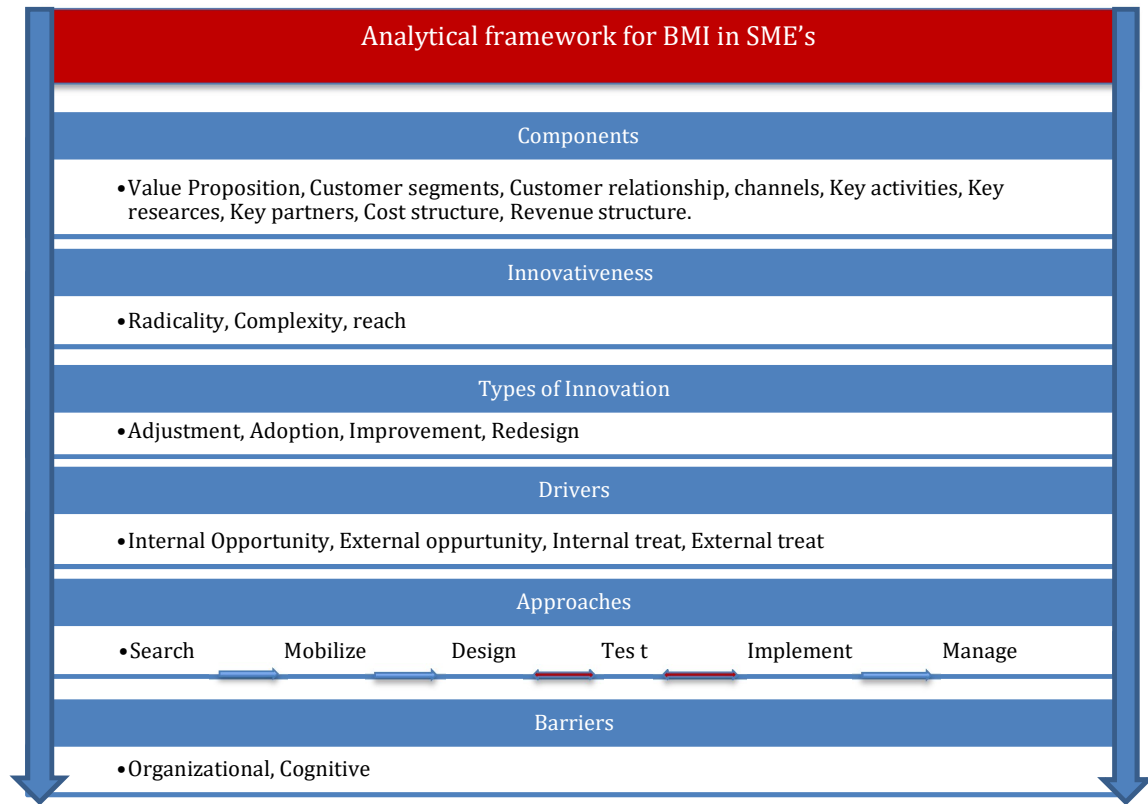 Analytical framework for BMI in SME’s
Components
•Value Proposition, Customer segments, Customer relationship, channels, Key activities, Key
researces, Key partners, Cost structure, Revenue structure.
Innovativeness
•Radicality, Complexity, reach
Types of Innovation
•Adjustment, Adoption, Improvement, Redesign
Drivers
•Internal Opportunity, External oppurtunity, Internal treat, External treat
Approaches
•Search Mobilize Design Tes t Implement Manage
Barriers
•Organizational, Cognitive